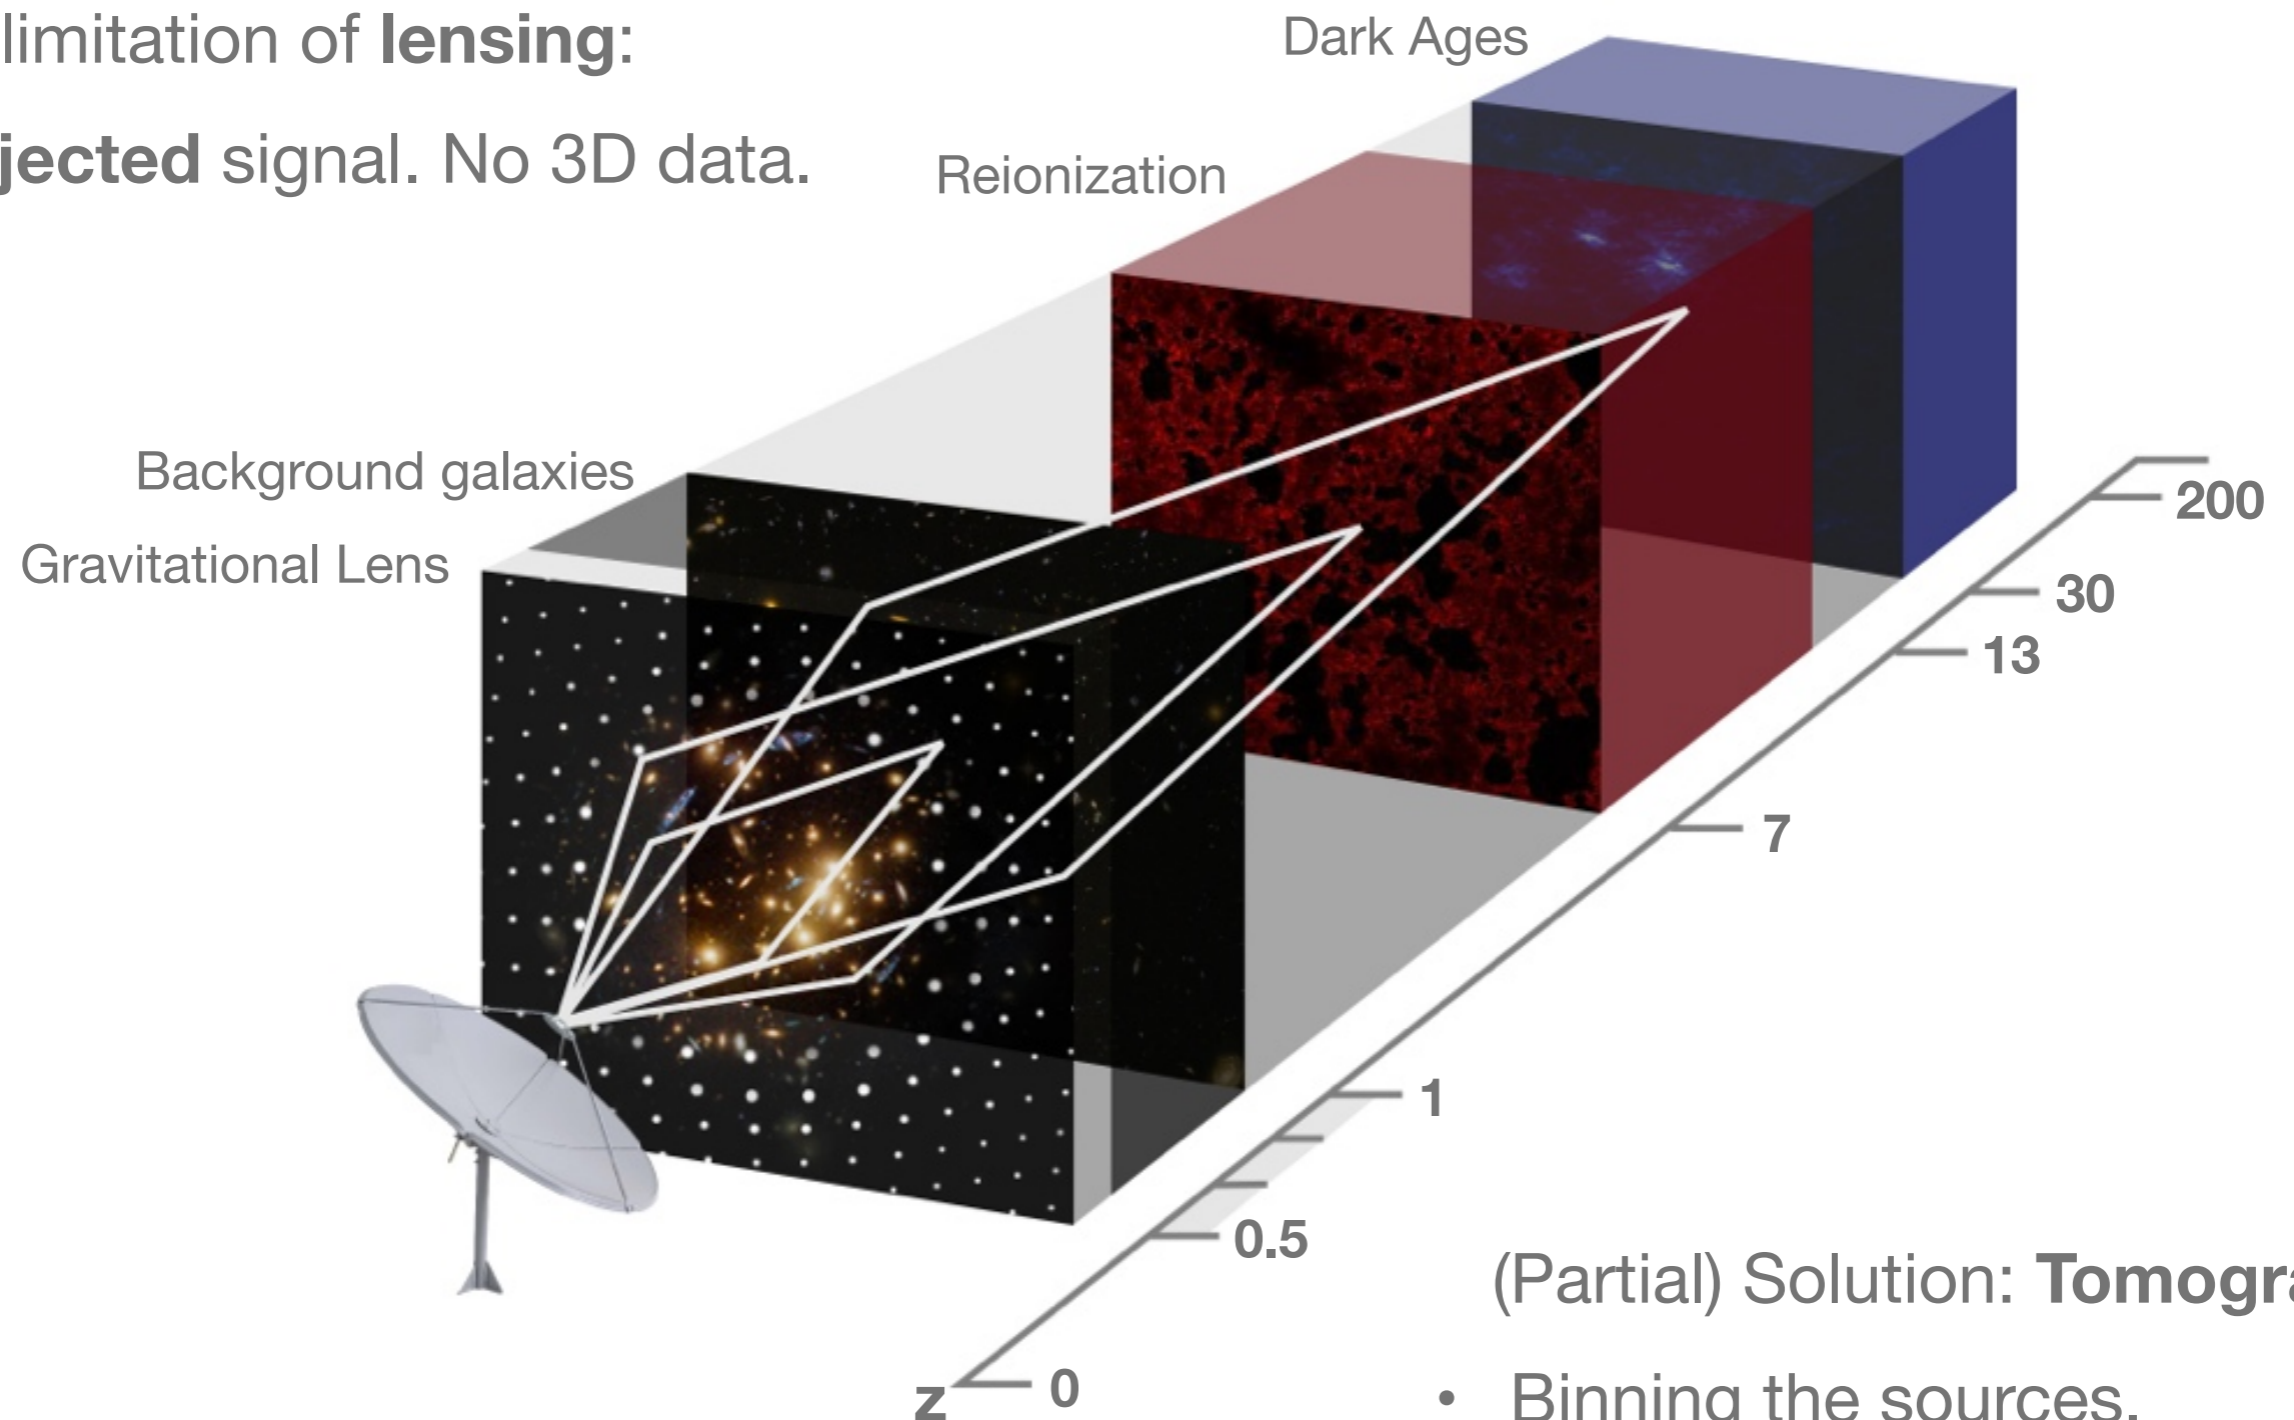 limitation of lensing:
jected signal. No 3D data.
Dark Ages
Reionization
Background galaxies
Gravitational Lens
200
30
13
7
1
0.5
z 0
(Partial) Solution: Tomogra
• Binning the sources.